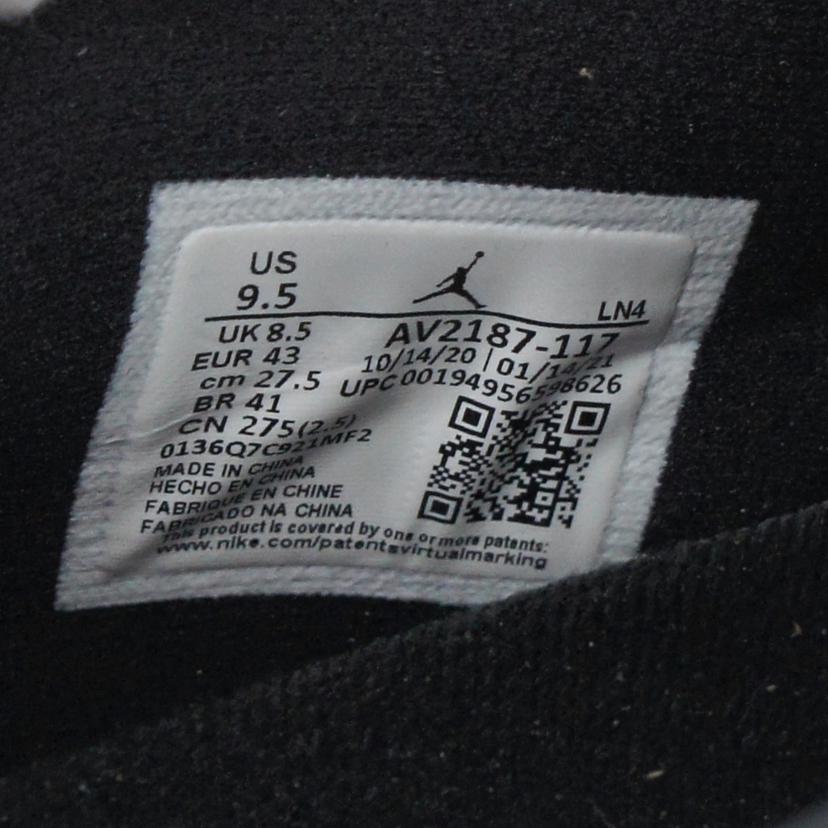 US
9.5
LN4
UK 8.5
EUR 43
cm 27.5
BR 41
CN 275(2.5)
AV2187-117
10/14/20 | 01/14/21
UPC 00194956598626
0136Q7C921MF2
MADE IN CHINA
HECHO EN CHINA
FABRIQUE EN CHINE
FABRICADO NA CHINA
This product is covered by one or more patents:
www.nike.com/patentsvirtualmarking